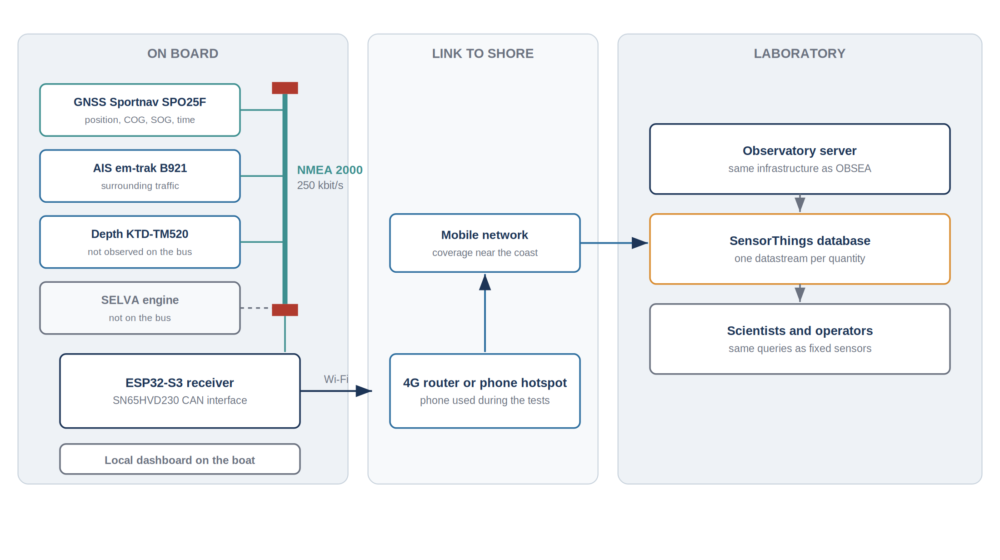 ON BOARD
GNSS Sportnav SPO25F
position, COG, SOG, time
AIS em-trak B921
surrounding traffic
NMEA 2000
250 kbit/s
Depth KTD-TM520
not observed on the bus
SELVA engine
not on the bus
ESP32-S3 receiver
SN65HVD230 CAN interface
Wi-Fi
Local dashboard on the boat
LINK TO SHORE
Mobile network
coverage near the coast
4G router or phone hotspot
phone used during the tests
LABORATORY
Observatory server
same infrastructure as OBSEA
SensorThings database
one datastream per quantity
Scientists and operators
same queries as fixed sensors